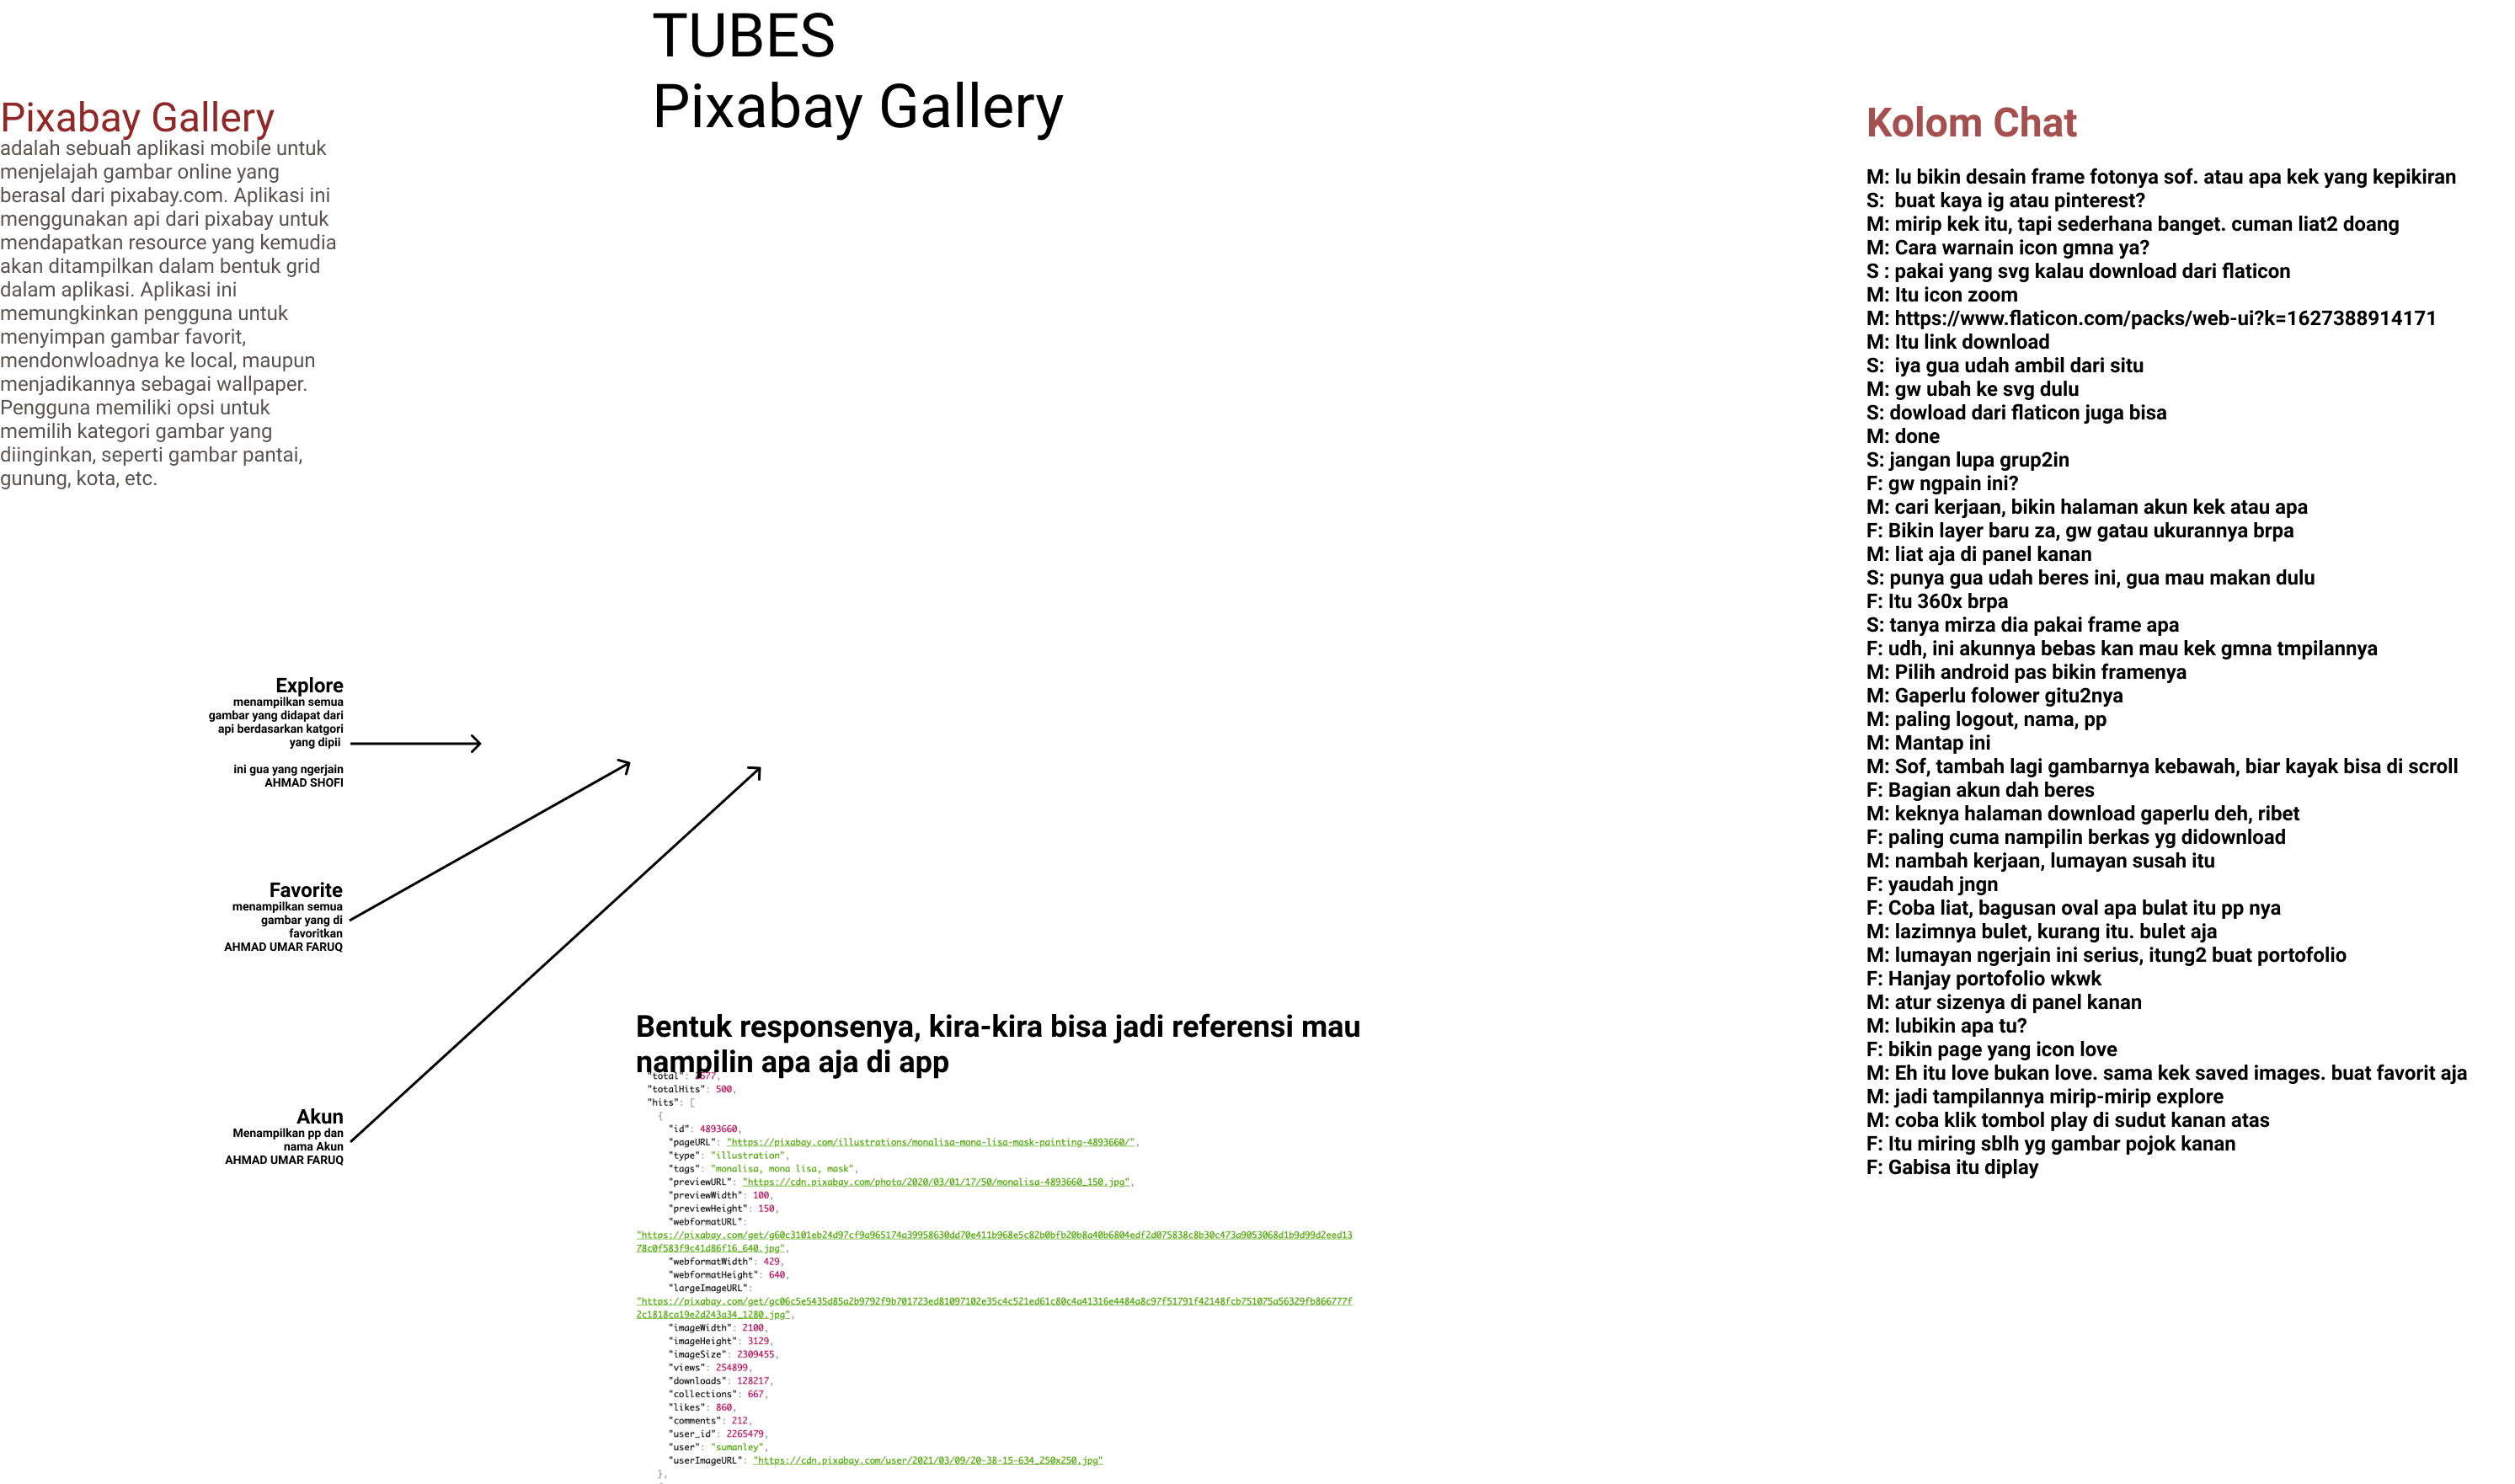 TUBES
Pixabay Gallery
Pixabay Gallery
adalah sebuah aplikasi mobile untuk
menjelajah gambar online yang
berasal dari pixabay.com. Aplikasi ini
menggunakan api dari pixabay untuk
mendapatkan resource yang kemudia
akan ditampilkan dalam bentuk grid
dalam aplikasi. Aplikasi ini
memungkinkan pengguna untuk
menyimpan gambar favorit,
mendonwloadnya ke local, maupun
menjadikannya sebagai wallpaper.
Pengguna memiliki opsi untuk
memilih kategori gambar yang
diinginkan, seperti gambar pantai,
gunung, kota, etc.
Explore
menampilkan semua
gambar yang didapat dari
api berdasarkan katgori
yang dipii
ini gua yang ngerjain
AHMAD SHOFI
Favorite
menampilkan semua
gambar yang di
favoritkan
AHMAD UMAR FARUQ
Akun
Menampilkan pp dan
nama Akun
AHMAD UMAR FARUQ
Bentuk responsenya, kira-kira bisa jadi referensi mau
nampilin apa aja di app
"total": 2577,
"totalHits": 500,
"hits": [
{
"id": 4893660,
"pageURL": "https://pixabay.com/illustrations/monalisa-mona-lisa-mask-painting-4893660/",
"type": "illustration",
"tags": "monalisa, mona lisa, mask",
"previewURL": "https://cdn.pixabay.com/photo/2020/03/01/17/50/monalisa-4893660_150.jpg",
"previewWidth": 100,
"previewHeight": 150,
"webformatURL":
"https://pixabay.com/get/g60c3101eb24d97cf9a965174a39958630dd70e411b968e5c82b0bfb20b8a40b6804edf2d075838c8b30c473a9053068d1b9d99d2eed13
78c0f583f9c41d86f16_640.jpg",
"webformatWidth": 429,
"webformatHeight": 640,
"largeImageURL":
"https://pixabay.com/get/gc06c5e5435d85a2b9792f9b701723ed81097102e35c4c521ed61c80c4a41316e4484a8c97f51791f42148fcb751075a56329fb866777f
2c1818ca19e2d243a34_1280.jpg",
"imageWidth": 2100,
"imageHeight": 3129,
"imageSize": 2309455,
"views": 254899,
"downloads": 128217,
"collections": 667,
"likes": 860,
"comments": 212,
"user_id": 2265479,
"user": "sumanley",
"userImageURL": "https://cdn.pixabay.com/user/2021/03/09/20-38-15-634_250x250.jpg"
},
Kolom Chat
M: lu bikin desain frame fotonya sof. atau apa kek yang kepikiran
S:  buat kaya ig atau pinterest?
M: mirip kek itu, tapi sederhana banget. cuman liat2 doang
M: Cara warnain icon gmna ya?
S : pakai yang svg kalau download dari flaticon
M: Itu icon zoom
M: https://www.flaticon.com/packs/web-ui?k=1627388914171
M: Itu link download
S:  iya gua udah ambil dari situ
M: gw ubah ke svg dulu
S: dowload dari flaticon juga bisa
M: done
S: jangan lupa grup2in
F: gw ngpain ini?
M: cari kerjaan, bikin halaman akun kek atau apa
F: Bikin layer baru za, gw gatau ukurannya brpa
M: liat aja di panel kanan
S: punya gua udah beres ini, gua mau makan dulu
F: Itu 360x brpa
S: tanya mirza dia pakai frame apa
F: udh, ini akunnya bebas kan mau kek gmna tmpilannya
M: Pilih android pas bikin framenya
M: Gaperlu folower gitu2nya
M: paling logout, nama, pp
M: Mantap ini
M: Sof, tambah lagi gambarnya kebawah, biar kayak bisa di scroll
F: Bagian akun dah beres
M: keknya halaman download gaperlu deh, ribet
F: paling cuma nampilin berkas yg didownload
M: nambah kerjaan, lumayan susah itu
F: yaudah jngn
F: Coba liat, bagusan oval apa bulat itu pp nya
M: lazimnya bulet, kurang itu. bulet aja
M: lumayan ngerjain ini serius, itung2 buat portofolio
F: Hanjay portofolio wkwk
M: atur sizenya di panel kanan
M: lubikin apa tu?
F: bikin page yang icon love
M: Eh itu love bukan love. sama kek saved images. buat favorit aja
M: jadi tampilannya mirip-mirip explore
M: coba klik tombol play di sudut kanan atas
F: Itu miring sblh yg gambar pojok kanan
F: Gabisa itu diplay